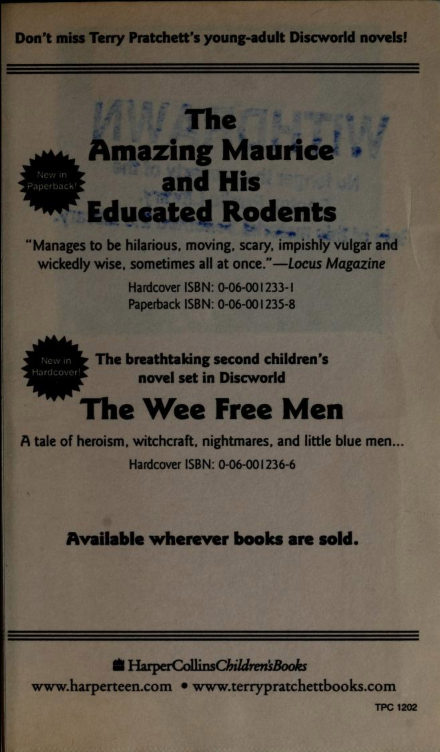 Don't miss Terry Pratchett's young-adult Discworld novels!
The
Amazing Maurice
and His
Educated Rodents
New in
Paperback!
"Manages to be hilarious, moving, scary, impishly vulgar and
wickedly wise, sometimes all at once."—Locus Magazine
Hardcover ISBN: 0-06-001233-1
Paperback ISBN: 0-06-001235-8
New in
Hardcover!
The breathtaking second children's
novel set in Discworld
The Wee Free Men
A tale of heroism, witchcraft, nightmares, and little blue men...
Hardcover ISBN: 0-06-001236-6
Available wherever books are sold.
HarperCollinsChildren'sBooks
www.harperteen.com • www.terrypratchettbooks.com
TPC 1202